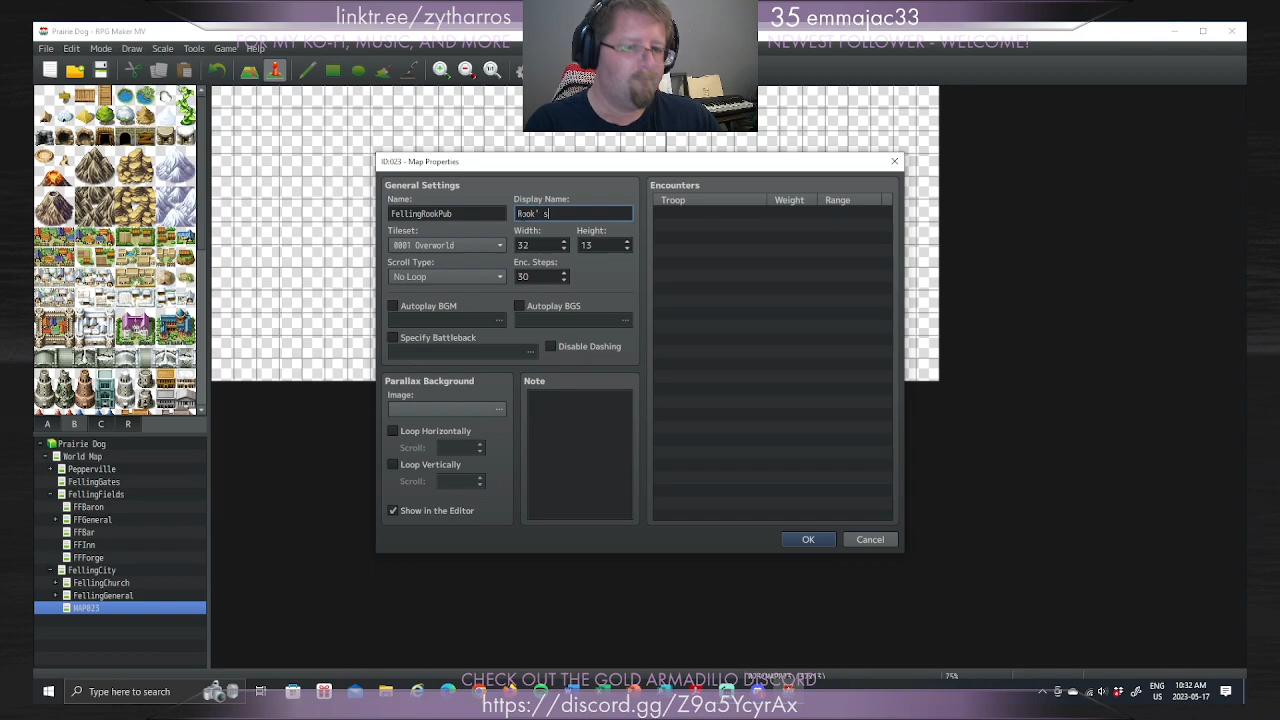 linktr.ee/zytharros
35 emmajac33
Prairie Dog - RPG Maker MV
FOR MY KO-FI, MUSIC, AND MORE
NEWEST FOLLOWER - WELCOME!
File Edit Mode Draw Scale Tools Game Help
ID:023 - Map Properties
General Settings
Name:
Display Name:
FellingRookPub
Rook's
Tileset:
Width:
Height:
0001 Overworld
32
13
Scroll Type:
Enc. Steps:
No Loop
30
Autoplay BGM
Autoplay BGS
Specify Battleback
Disable Dashing
Parallax Background
Image:
Loop Horizontally
Scroll:
Loop Vertically
Scroll:
Show in the Editor
Note
Encounters
Troop Weight Range
OK
Cancel
A B C R
Prairie Dog
World Map
Pepperville
FellingGates
FellingFields
FFBaron
FFGeneral
FFBar
FFInn
FFForge
FellingCity
FellingChurch
FellingGeneral
MAP023
75%
CHECK OUT THE GOLD ARMADILLO DISCORD
https://discord.gg/Z9a5YcyrAx
Type here to search
ENG
US
10:32 AM
2023-05-17